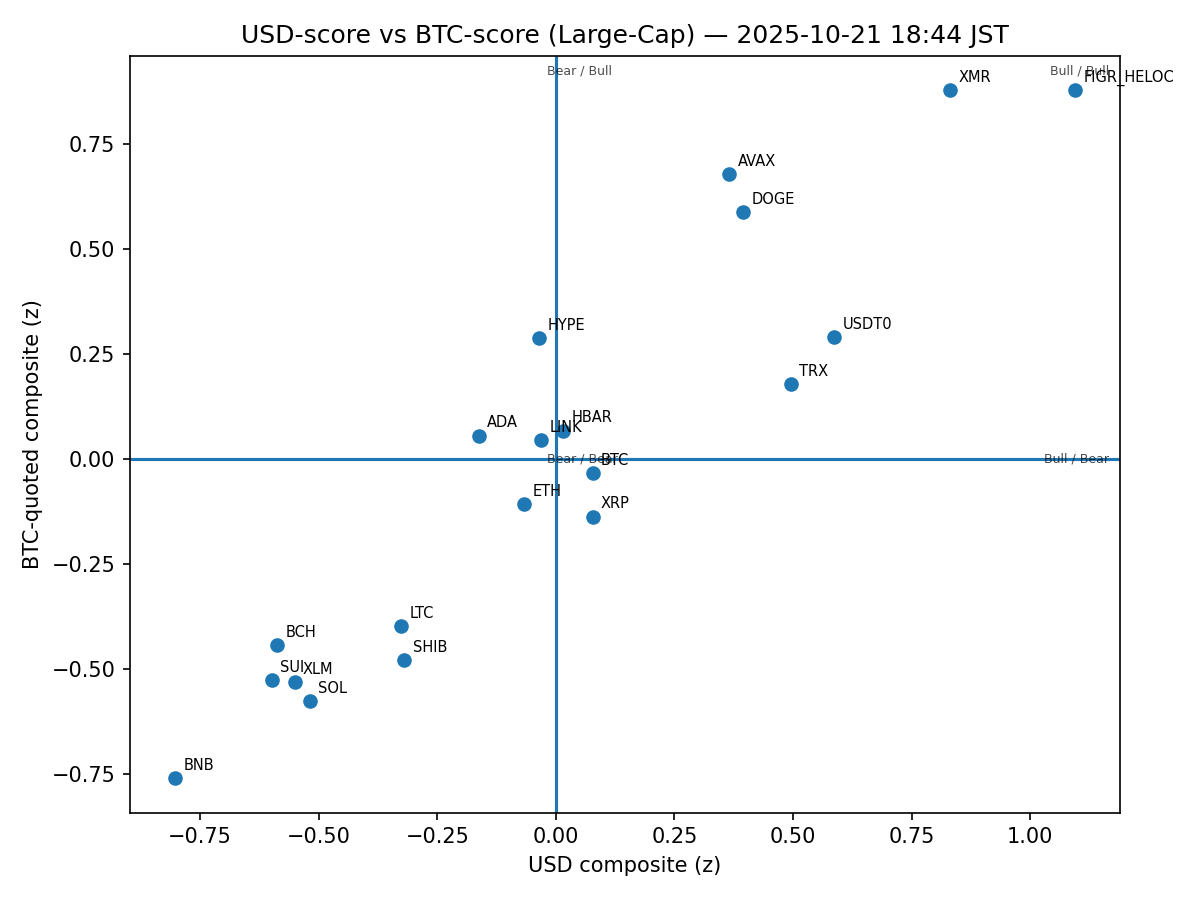 USD-score vs BTC-score (Large-Cap) — 2025-10-21 18:44 JST
Bear / Bull
Bull / Bull
XMR
FIGR_HELOC
0.75
AVAX
DOGE
0.50
HYPE
USDT0
0.25
TRX
ADA
LINK
HBAR
0.00
Bear / Bear
BTC
Bull / Bear
ETH
XRP
−0.25
LTC
BCH
SHIB
−0.50
SUI
XLM
SOL
BNB
−0.75
−0.75
−0.50
−0.25
0.00
0.25
0.50
0.75
1.00
USD composite (z)
BTC-quoted composite (z)